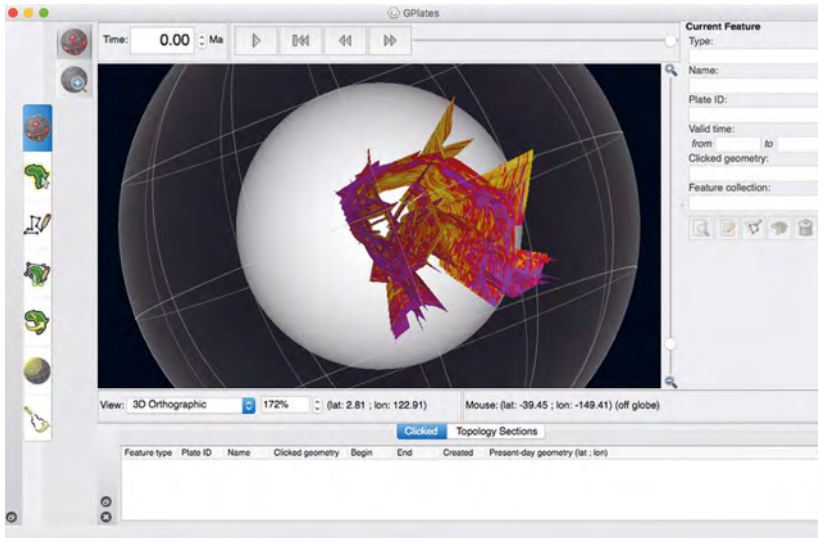 GPlates
Time: 0.00 Ma
Current Feature
Type:
Name:
Plate ID:
Valid time:
from to
Clicked geometry:
Feature collection:
View: 3D Orthographic 172% (lat: 2.81 ; lon: 122.91) Mouse: (lat: -39.45 ; lon: -149.41) (off globe)
Clicked Topology Sections
Feature type Plate ID Name Clicked geometry Begin End Created Present-day geometry (lat ; lon)